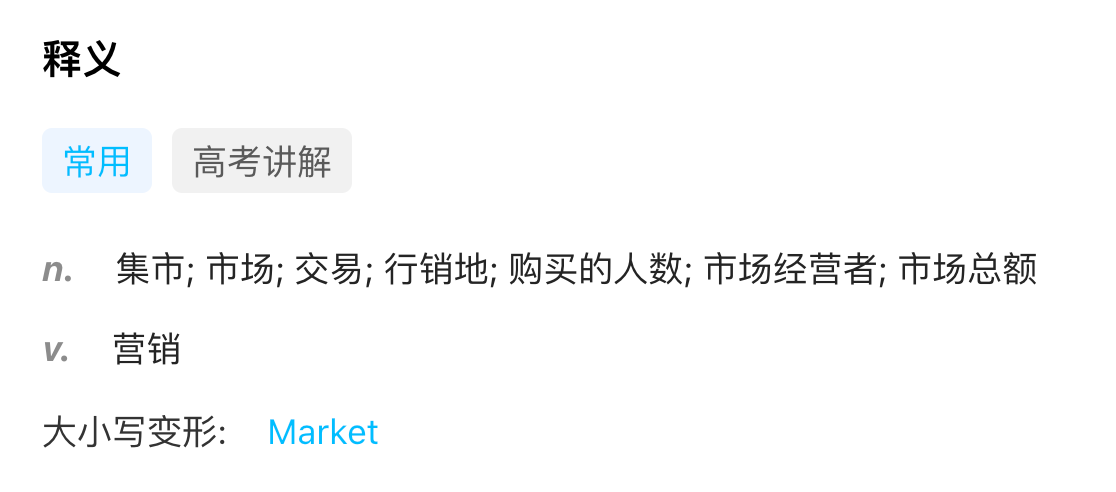 释义
常用 高考讲解
n. 集市; 市场; 交易; 行销地; 购买的人数; 市场经营者; 市场总额
v. 营销
大小写变形: Market